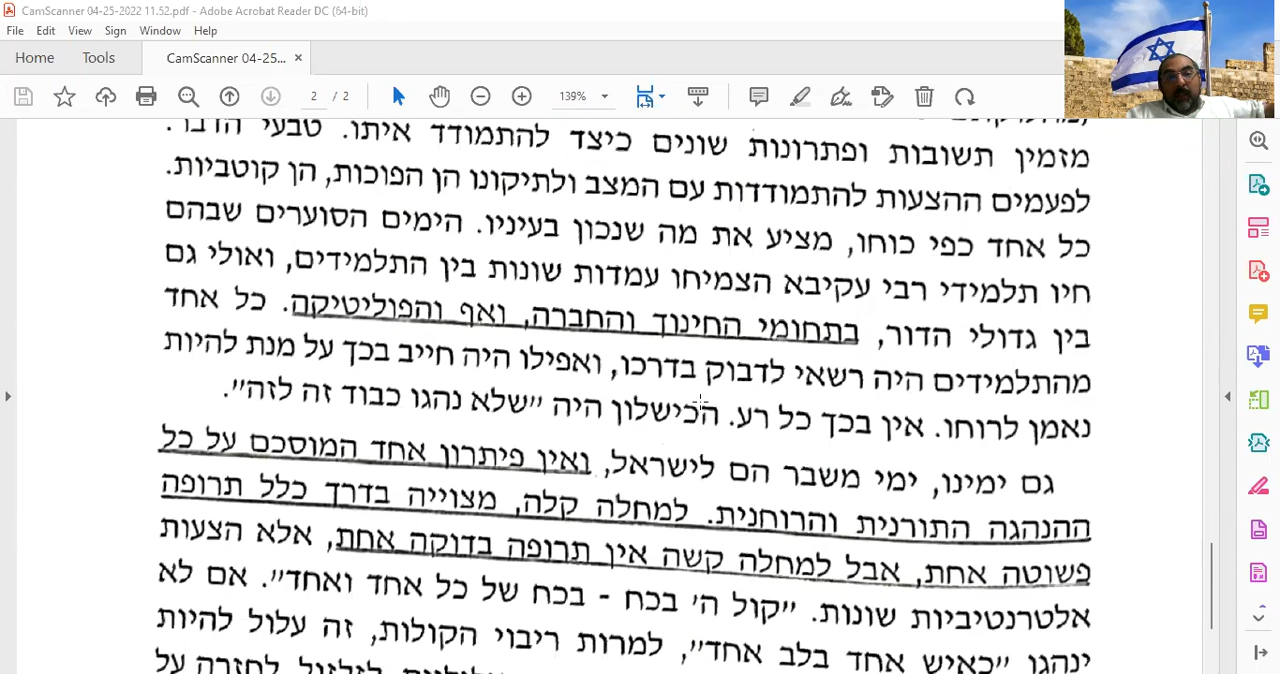 CamScanner 04-25-2022 11.52.pdf - Adobe Acrobat Reader DC (64-bit)
File Edit View Sign Window Help
Home Tools CamScanner 04-25... ×
2 / 2 139%
מזמין תשובות ופתרונות שונים כיצד להתמודד איתו. טבעי הדבר.
לפעמים ההצעות להתמודדות עם המצב ולתיקונו הן הפוכות, הן קוטביות.
כל אחד כפי כוחו, מציע את מה שנכון בעיניו. הימים הסוערים שבהם
חיו תלמידי רבי עקיבא הצמיחו עמדות שונות בין התלמידים, ואולי גם
בין גדולי הדור, בתחומי החינוך והחברה, ואף והפוליטיקה. כל אחד
מהתלמידים היה רשאי לדבוק בדרכו, ואפילו היה חייב בכך על מנת להיות
נאמן לרוחו. אין בכך כל רע. הכישלון היה "שלא נהגו כבוד זה לזה".
גם ימינו, ימי משבר הם לישראל, ואין פיתרון אחד המוסכם על כל
ההנהגה התורנית והרוחנית. למחלה קלה, מצוייה בדרך כלל תרופה
פשוטה אחת, אבל למחלה קשה אין תרופה בדוקה אחת, אלא הצעות
אלטרנטיביות שונות. "קול ה' בכח - בכח של כל אחד ואחד". אם לא
ינהגו "כאיש אחד בלב אחד", למרות ריבוי הקולות, זה עלול להיות